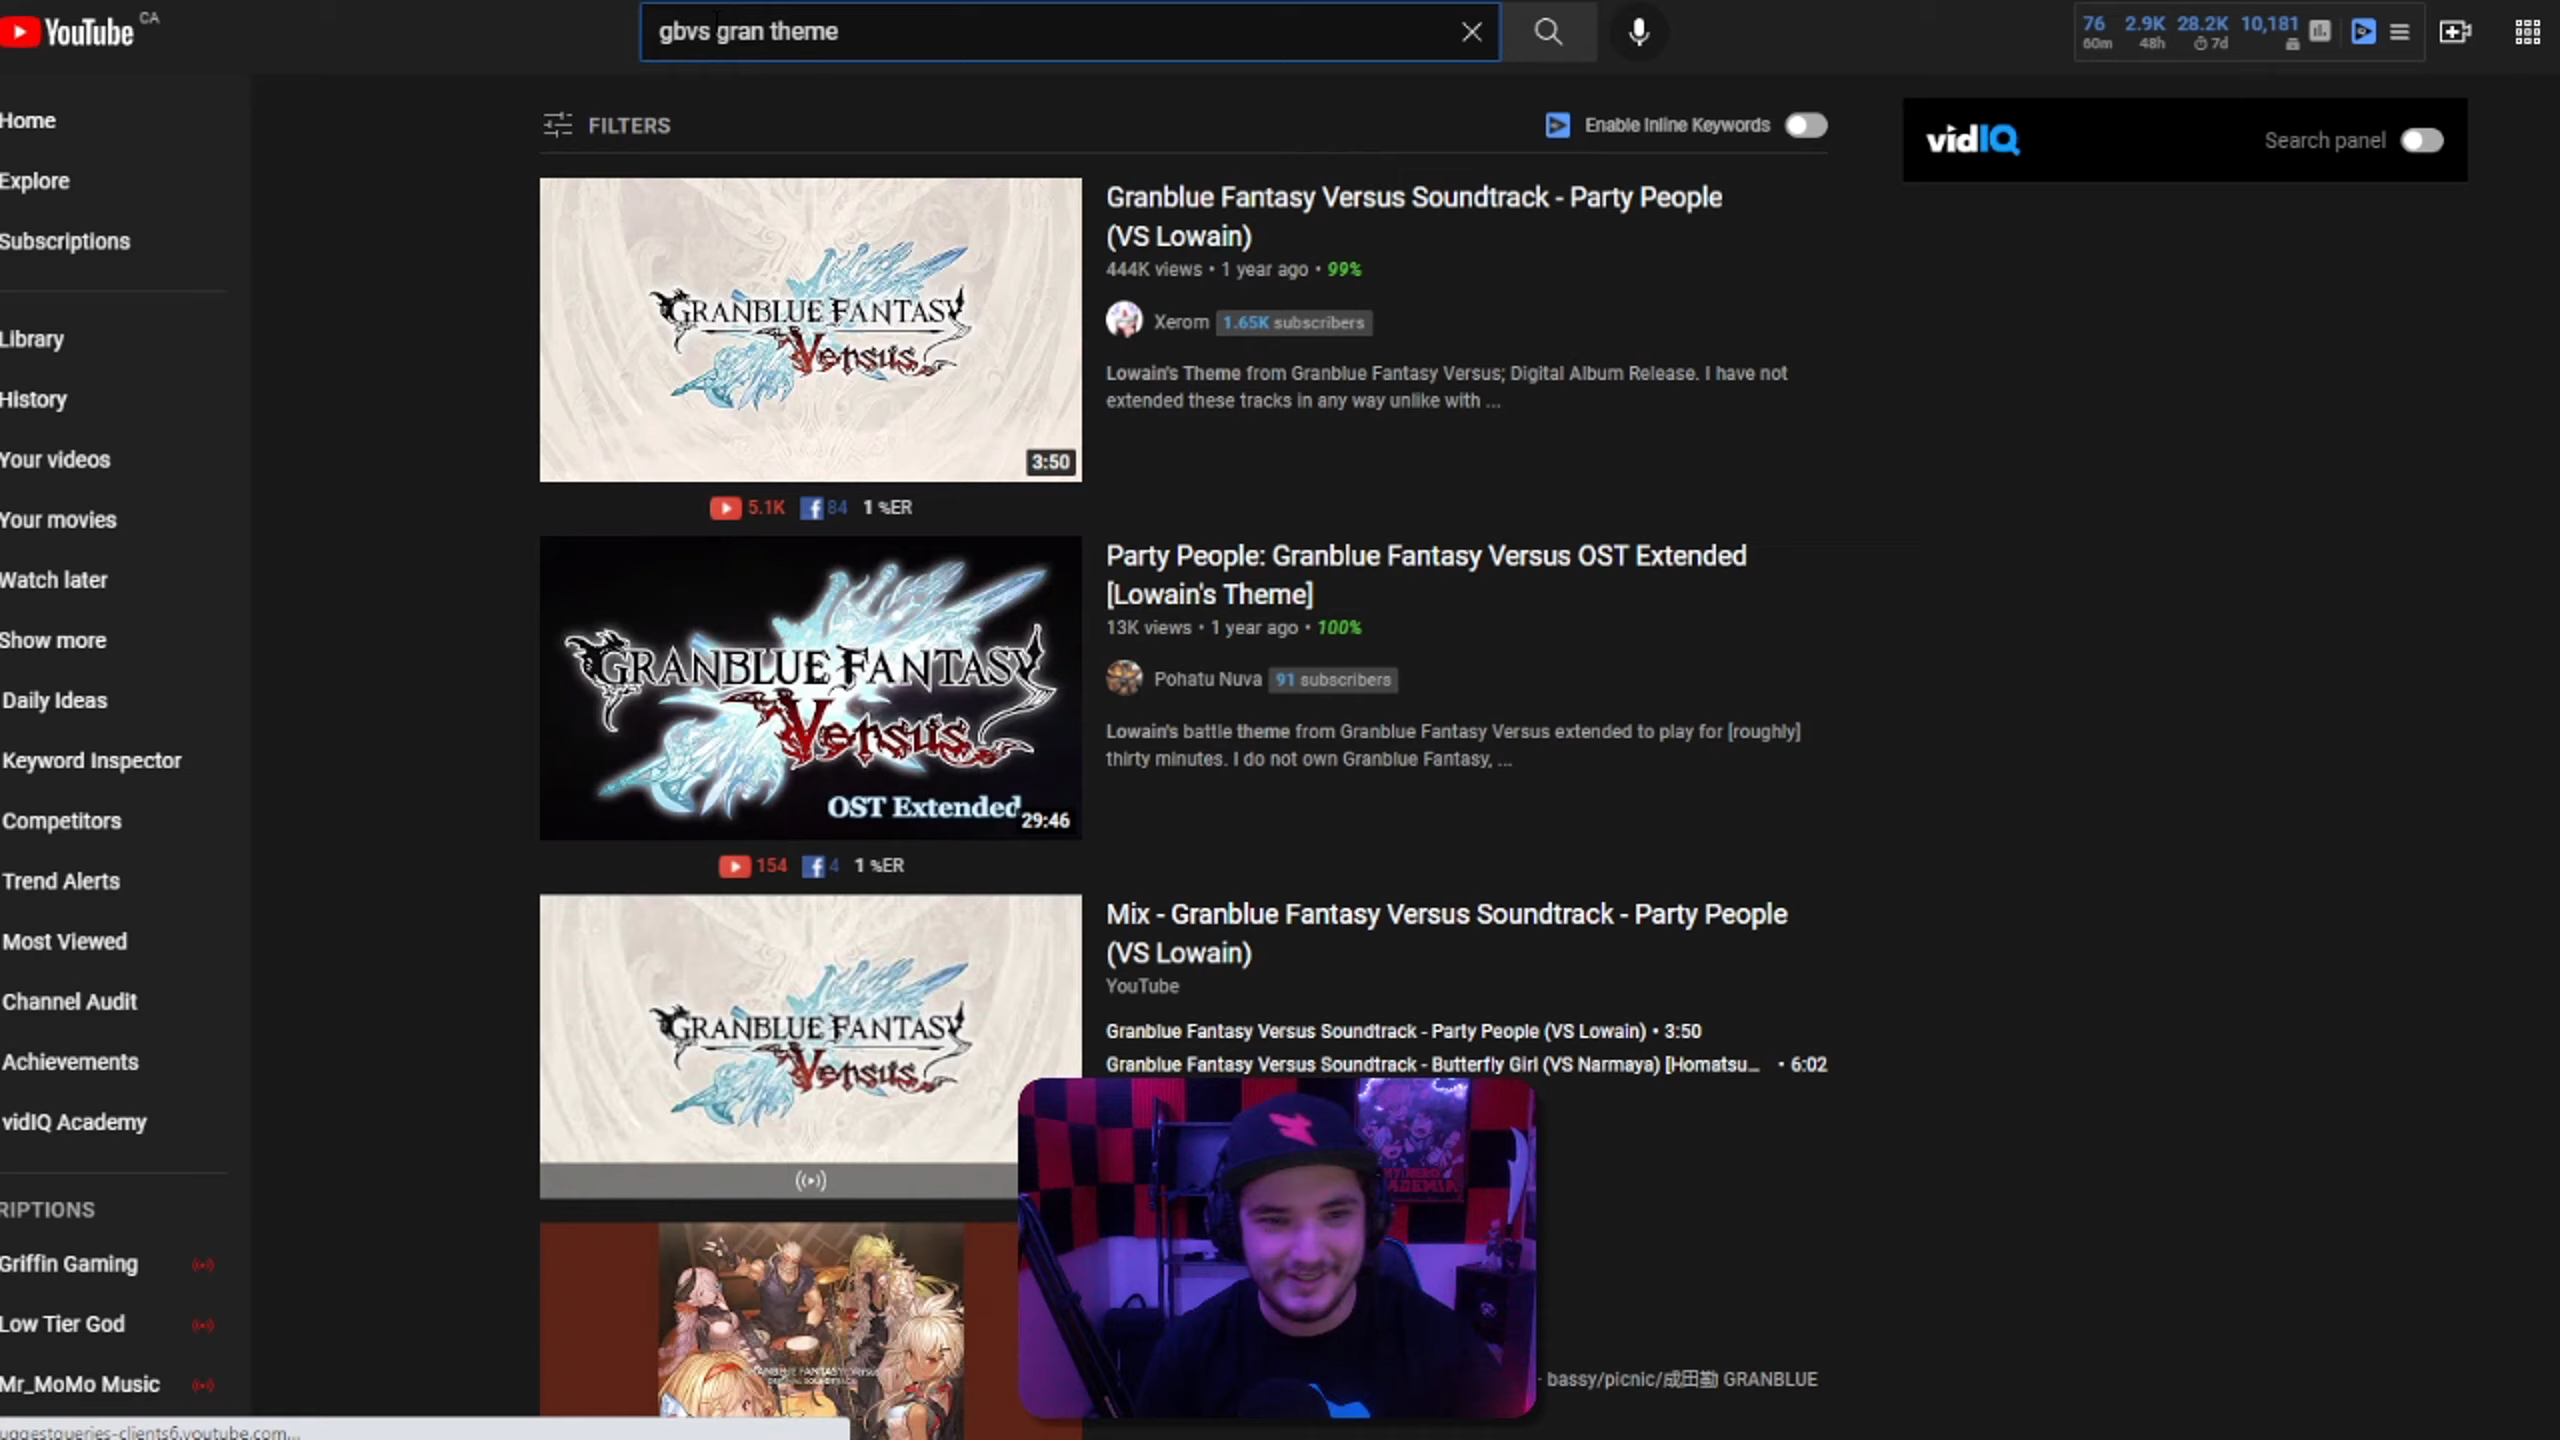 YouTube CA
gbvs gran theme
76 2.9K 28.2K 10,181
60m 48h 7d
Home
Explore
Subscriptions
Library
History
Your videos
Your movies
Watch later
Show more
Daily Ideas
Keyword Inspector
Competitors
Trend Alerts
Most Viewed
Channel Audit
Achievements
vidIQ Academy
RIPTIONS
Griffin Gaming
Low Tier God
Mr_MoMo Music
uggestqueries-clients6.youtube.com...
FILTERS
Enable Inline Keywords
vidIQ
Search panel
GRANBLUE FANTASY
Versus
3:50
5.1K 84 1 %ER
Granblue Fantasy Versus Soundtrack - Party People
(VS Lowain)
444K views • 1 year ago • 99%
Xerom 1.65K subscribers
Lowain's Theme from Granblue Fantasy Versus; Digital Album Release. I have not
extended these tracks in any way unlike with ...
GRANBLUE FANTASY
Versus
OST Extended
29:46
154 4 1 %ER
Party People: Granblue Fantasy Versus OST Extended
[Lowain's Theme]
13K views • 1 year ago • 100%
Pohatu Nuva 91 subscribers
Lowain's battle theme from Granblue Fantasy Versus extended to play for [roughly]
thirty minutes. I do not own Granblue Fantasy, ...
GRANBLUE FANTASY
Versus
Mix - Granblue Fantasy Versus Soundtrack - Party People
(VS Lowain)
YouTube
Granblue Fantasy Versus Soundtrack - Party People (VS Lowain) • 3:50
Granblue Fantasy Versus Soundtrack - Butterfly Girl (VS Narmaya) [Homatsu... • 6:02
MY HERO
ACADEMIA
- bassy/picnic/成田勤 GRANBLUE